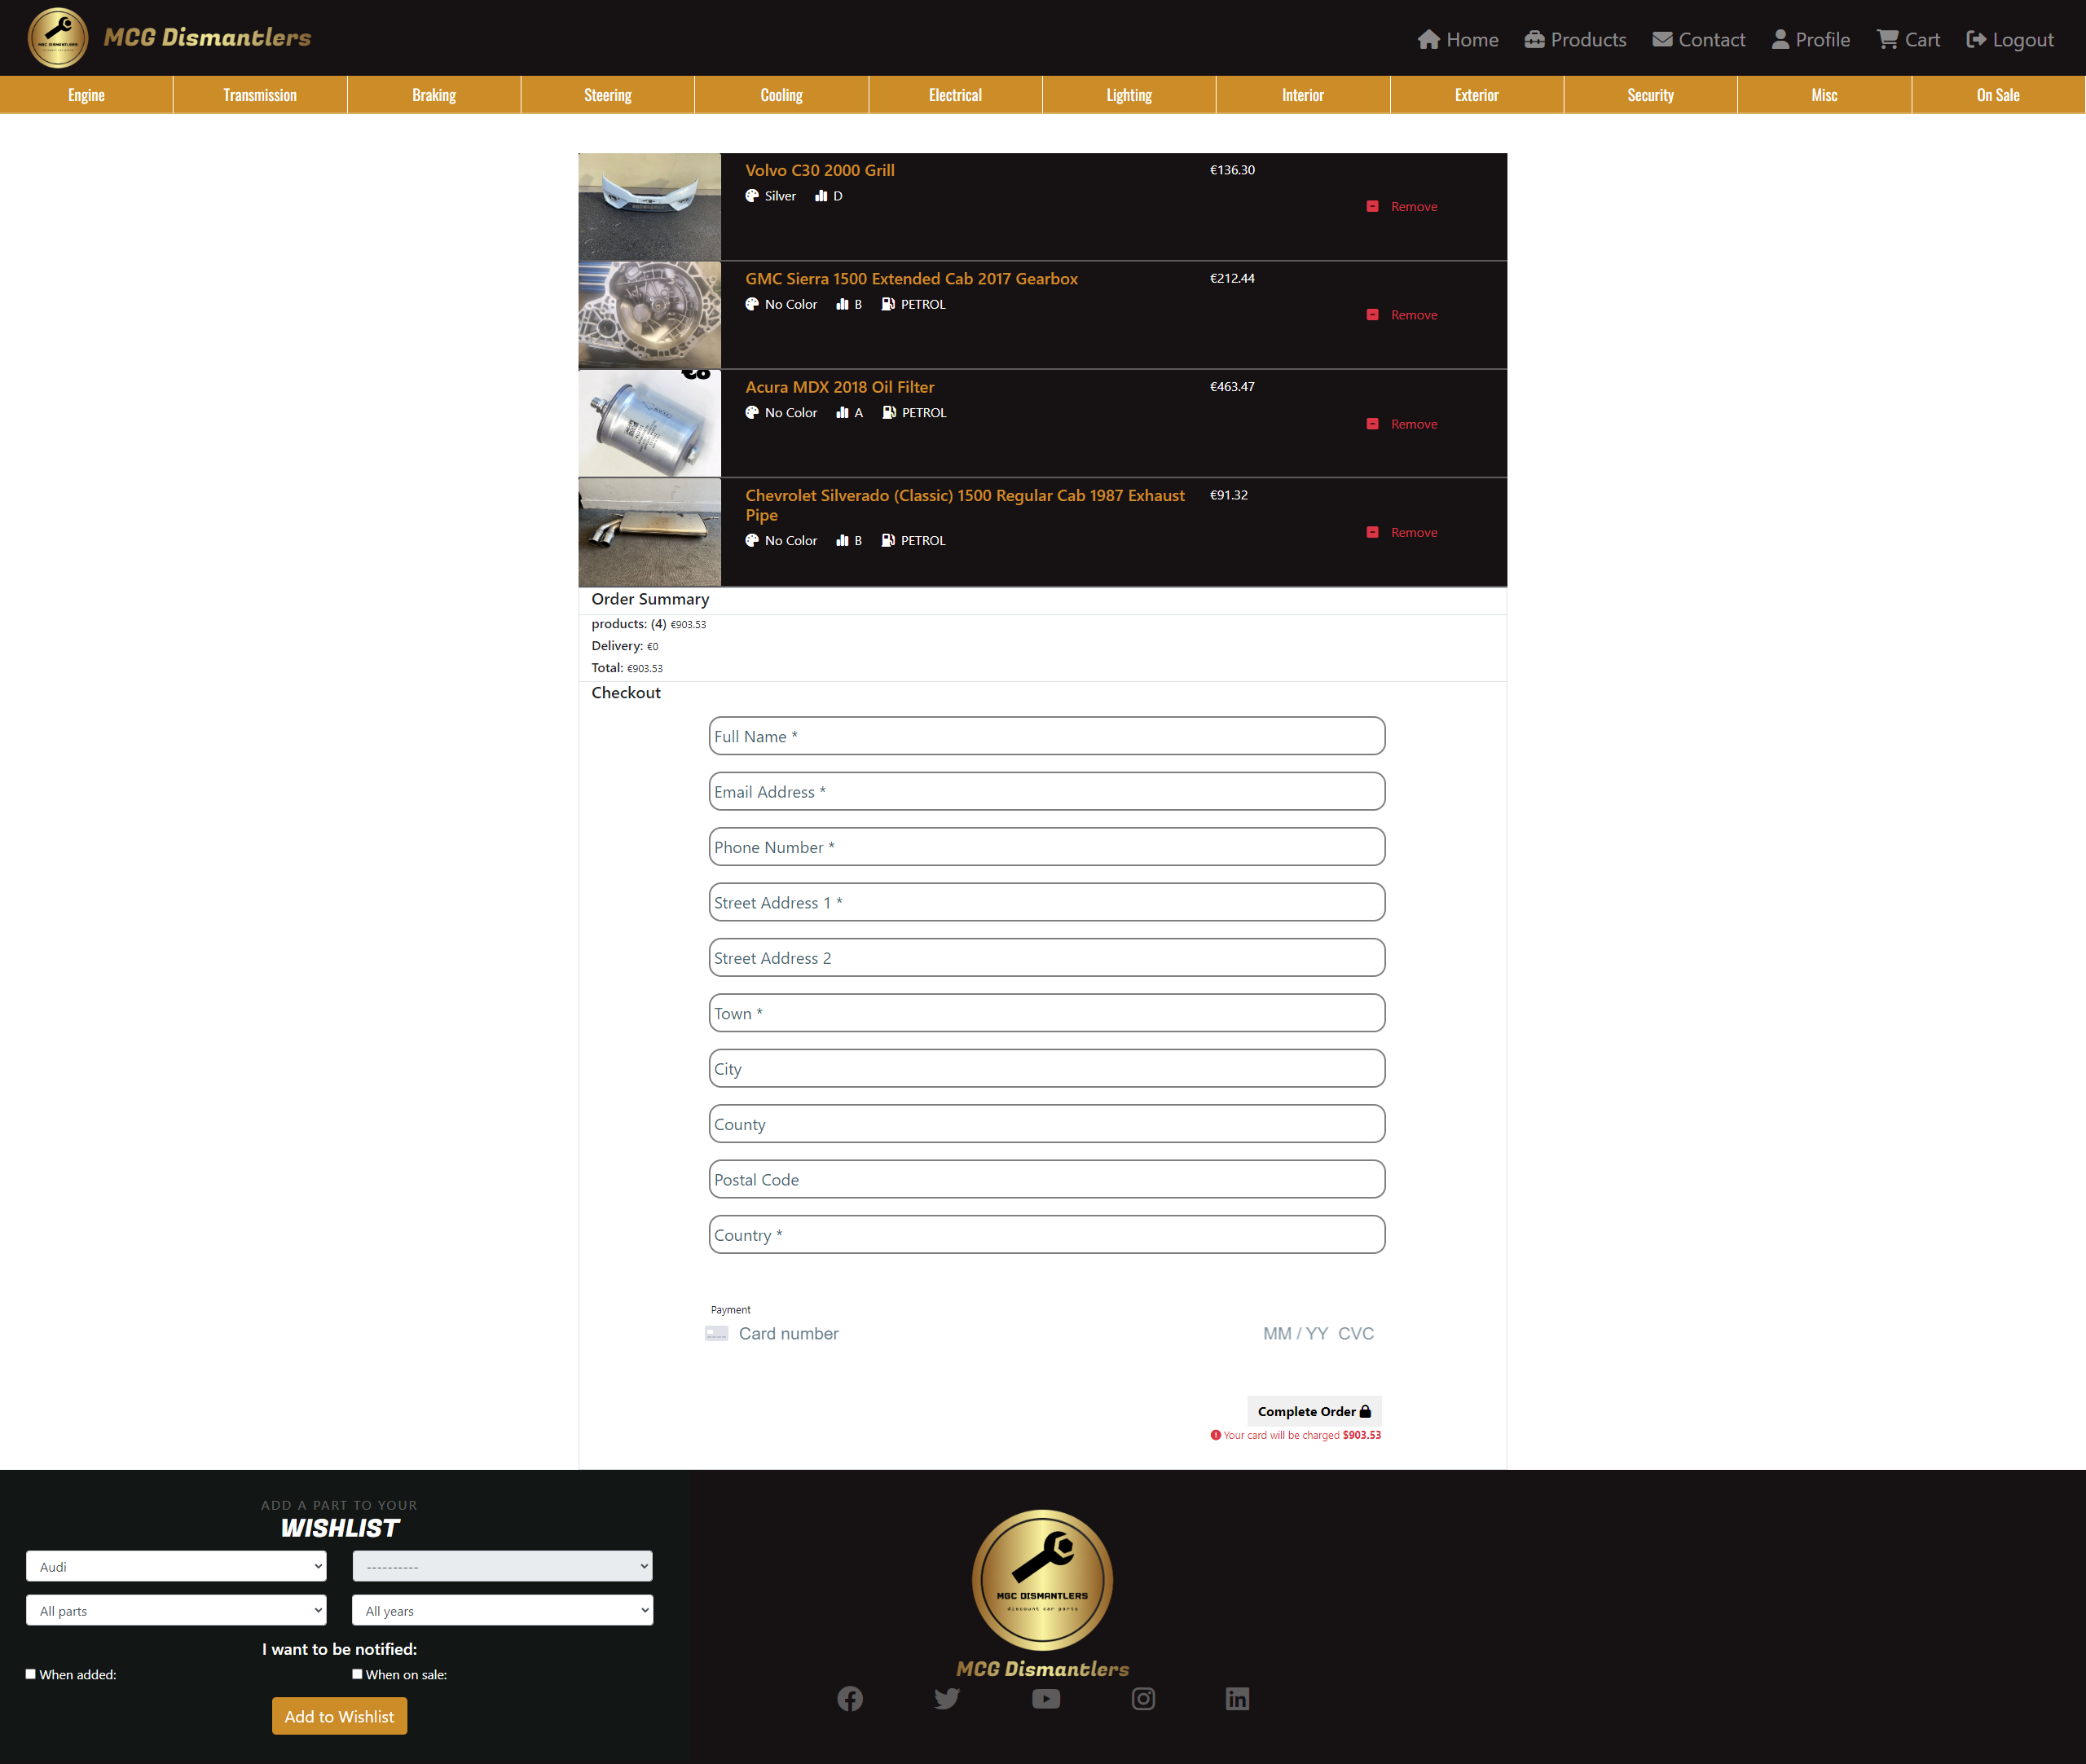 MCG Dismantlers
Home Products Contact Profile Cart Logout
Engine Transmission Braking Steering Cooling Electrical Lighting Interior Exterior Security Misc On Sale
Volvo C30 2000 Grill €136.30
Silver D
Remove
GMC Sierra 1500 Extended Cab 2017 Gearbox €212.44
No Color B PETROL
Remove
Acura MDX 2018 Oil Filter €463.47
No Color A PETROL
Remove
Chevrolet Silverado (Classic) 1500 Regular Cab 1987 Exhaust €91.32
Pipe
No Color B PETROL
Remove
Order Summary
products: (4) €903.53
Delivery: €0
Total: €903.53
Checkout
Full Name *
Email Address *
Phone Number *
Street Address 1 *
Street Address 2
Town *
City
County
Postal Code
Country *
Payment
Card number MM / YY CVC
Complete Order
Your card will be charged $903.53
ADD A PART TO YOUR
WISHLIST
Audi ----------
All parts All years
I want to be notified:
When added: When on sale:
Add to Wishlist
MGC DISMANTLERS
discount car parts
MCG Dismantlers